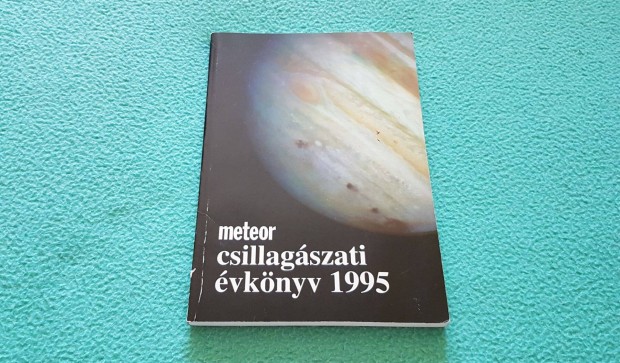 meteor
csillagászati
évkönyv 1995